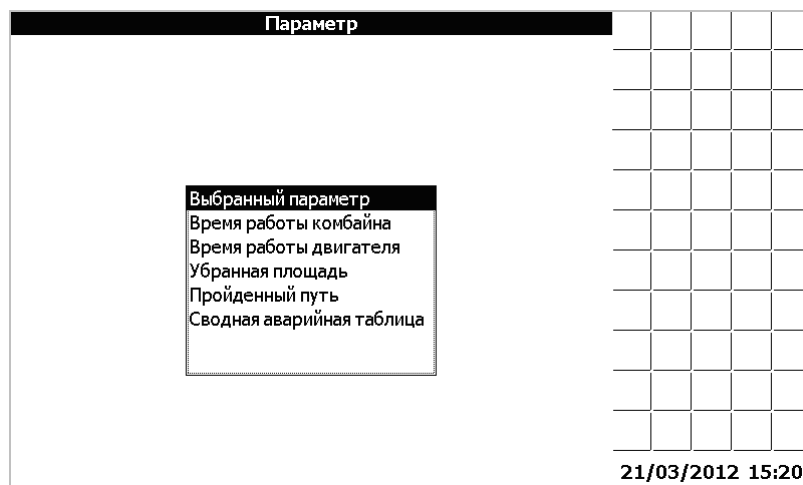 Параметр
Выбранный параметр
Время работы комбайна
Время работы двигателя
Убранная площадь
Пройденный путь
Сводная аварийная таблица
21/03/2012 15:20